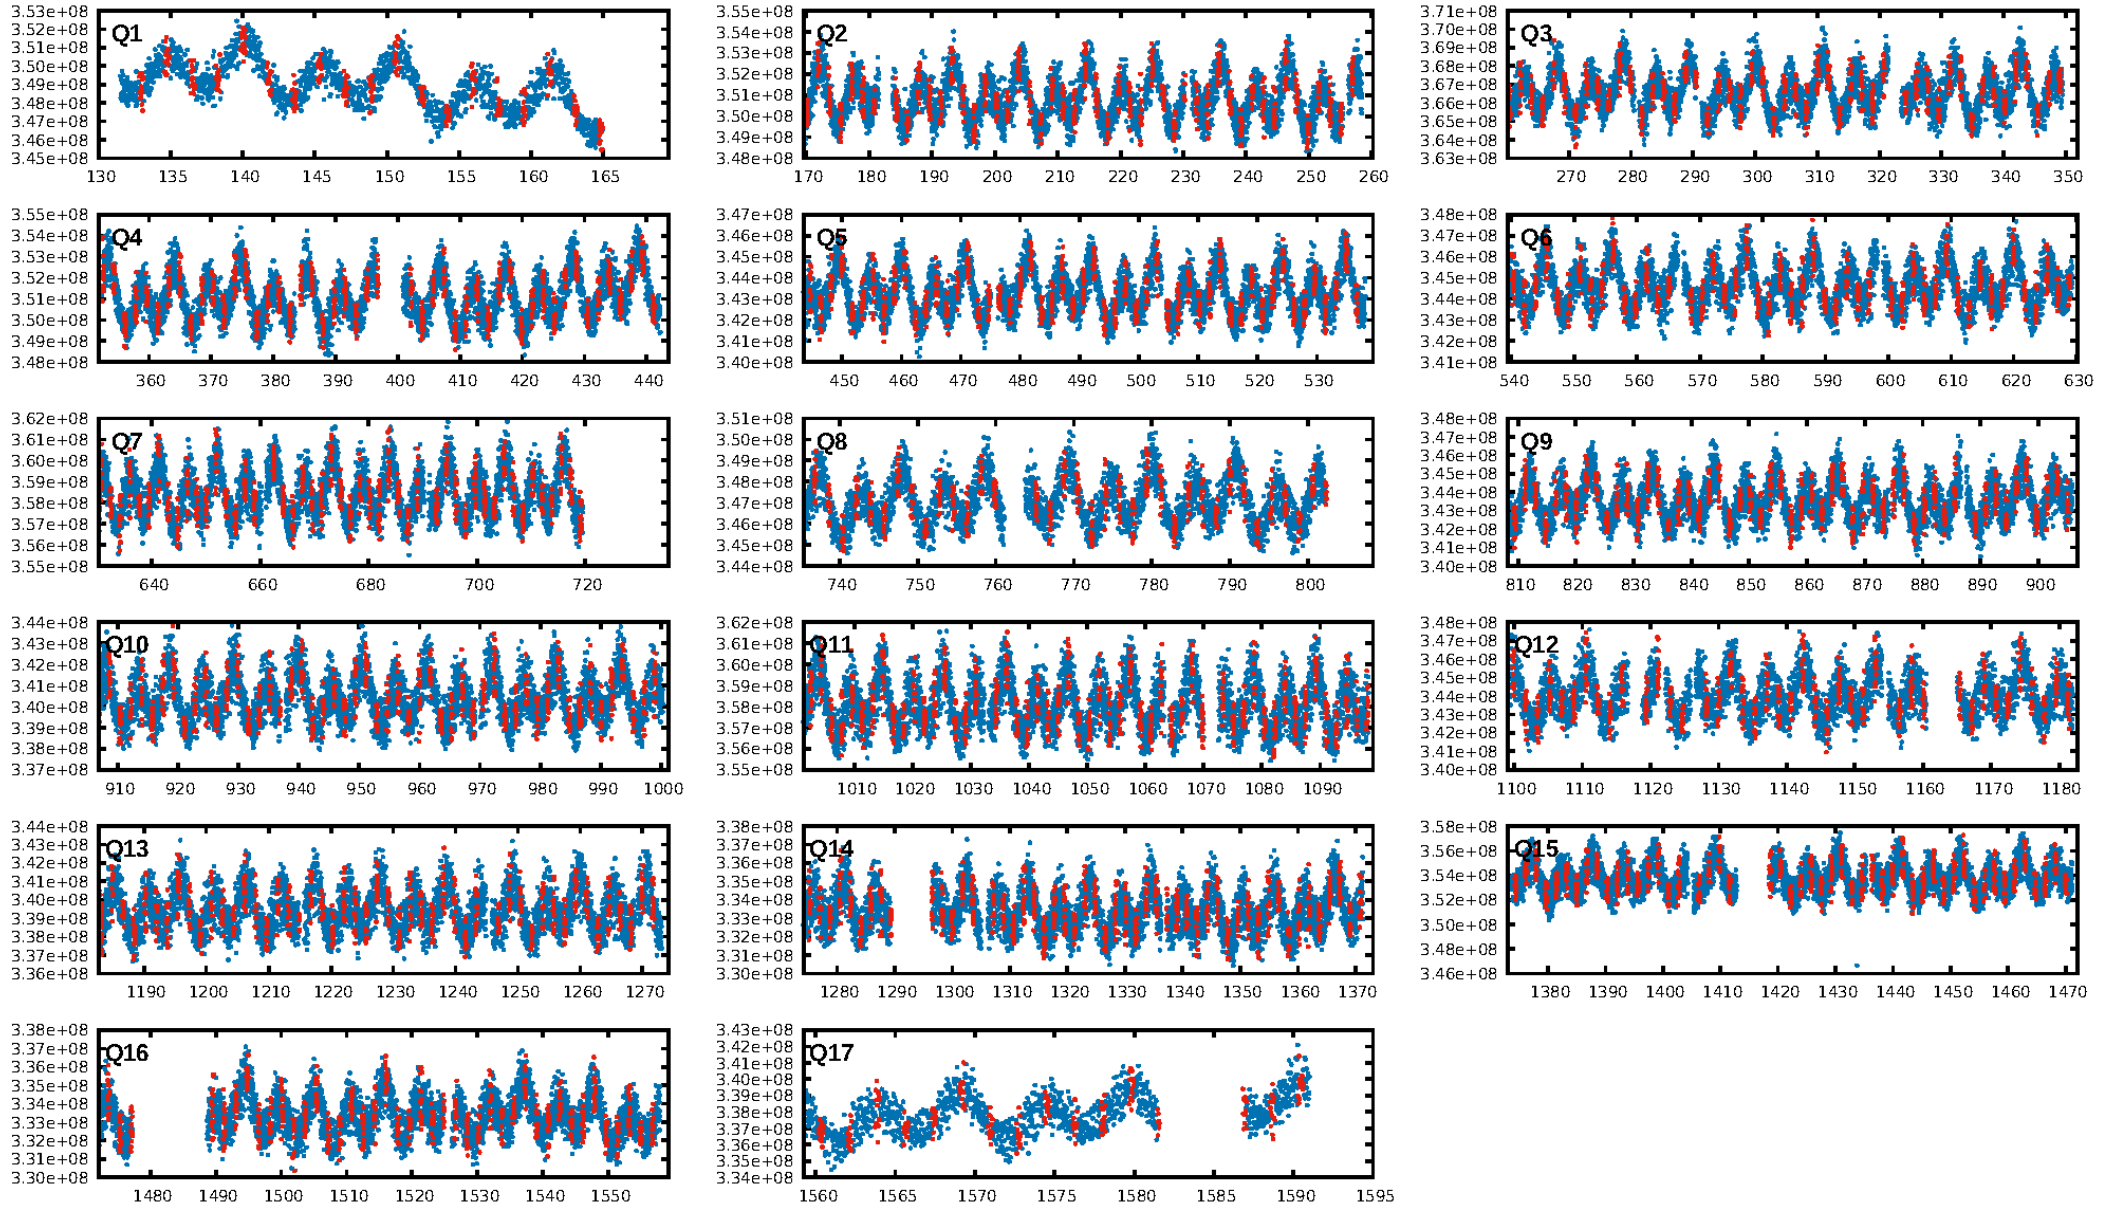 3.53e+08
3.52e+08
3.51e+08
3.50e+08
3.49e+08
3.48e+08
3.47e+08
3.46e+08
3.45e+08
Q1
130 135 140 145 150 155 160 165
3.55e+08
3.54e+08
3.53e+08
3.52e+08
3.51e+08
3.50e+08
3.49e+08
3.48e+08
Q2
170 180 190 200 210 220 230 240 250 260
3.71e+08
3.70e+08
3.69e+08
3.68e+08
3.67e+08
3.66e+08
3.65e+08
3.64e+08
3.63e+08
Q3
270 280 290 300 310 320 330 340 350
3.55e+08
3.54e+08
3.53e+08
3.52e+08
3.51e+08
3.50e+08
3.49e+08
3.48e+08
Q4
360 370 380 390 400 410 420 430 440
3.47e+08
3.46e+08
3.45e+08
3.44e+08
3.43e+08
3.42e+08
3.41e+08
3.40e+08
Q5
450 460 470 480 490 500 510 520 530
3.48e+08
3.47e+08
3.46e+08
3.45e+08
3.44e+08
3.43e+08
3.42e+08
3.41e+08
Q6
540 550 560 570 580 590 600 610 620 630
3.62e+08
3.61e+08
3.60e+08
3.59e+08
3.58e+08
3.57e+08
3.56e+08
3.55e+08
Q7
640 660 680 700 720
3.51e+08
3.50e+08
3.49e+08
3.48e+08
3.47e+08
3.46e+08
3.45e+08
3.44e+08
Q8
740 750 760 770 780 790 800
3.48e+08
3.47e+08
3.46e+08
3.45e+08
3.44e+08
3.43e+08
3.42e+08
3.41e+08
3.40e+08
Q9
810 820 830 840 850 860 870 880 890 900
3.44e+08
3.43e+08
3.42e+08
3.41e+08
3.40e+08
3.39e+08
3.38e+08
3.37e+08
Q10
910 920 930 940 950 960 970 980 990 1000
3.62e+08
3.61e+08
3.60e+08
3.59e+08
3.58e+08
3.57e+08
3.56e+08
3.55e+08
Q11
1010 1020 1030 1040 1050 1060 1070 1080 1090
3.48e+08
3.47e+08
3.46e+08
3.45e+08
3.44e+08
3.43e+08
3.42e+08
3.41e+08
3.40e+08
Q12
1100 1110 1120 1130 1140 1150 1160 1170 1180
3.44e+08
3.43e+08
3.42e+08
3.41e+08
3.40e+08
3.39e+08
3.38e+08
3.37e+08
3.36e+08
Q13
1190 1200 1210 1220 1230 1240 1250 1260 1270
3.38e+08
3.37e+08
3.36e+08
3.35e+08
3.34e+08
3.33e+08
3.32e+08
3.31e+08
3.30e+08
Q14
1280 1290 1300 1310 1320 1330 1340 1350 1360 1370
3.58e+08
3.56e+08
3.54e+08
3.52e+08
3.50e+08
3.48e+08
3.46e+08
Q15
1380 1390 1400 1410 1420 1430 1440 1450 1460 1470
3.38e+08
3.37e+08
3.36e+08
3.35e+08
3.34e+08
3.33e+08
3.32e+08
3.31e+08
3.30e+08
Q16
1480 1490 1500 1510 1520 1530 1540 1550
3.43e+08
3.42e+08
3.41e+08
3.40e+08
3.39e+08
3.38e+08
3.37e+08
3.36e+08
3.35e+08
3.34e+08
Q17
1560 1565 1570 1575 1580 1585 1590 1595